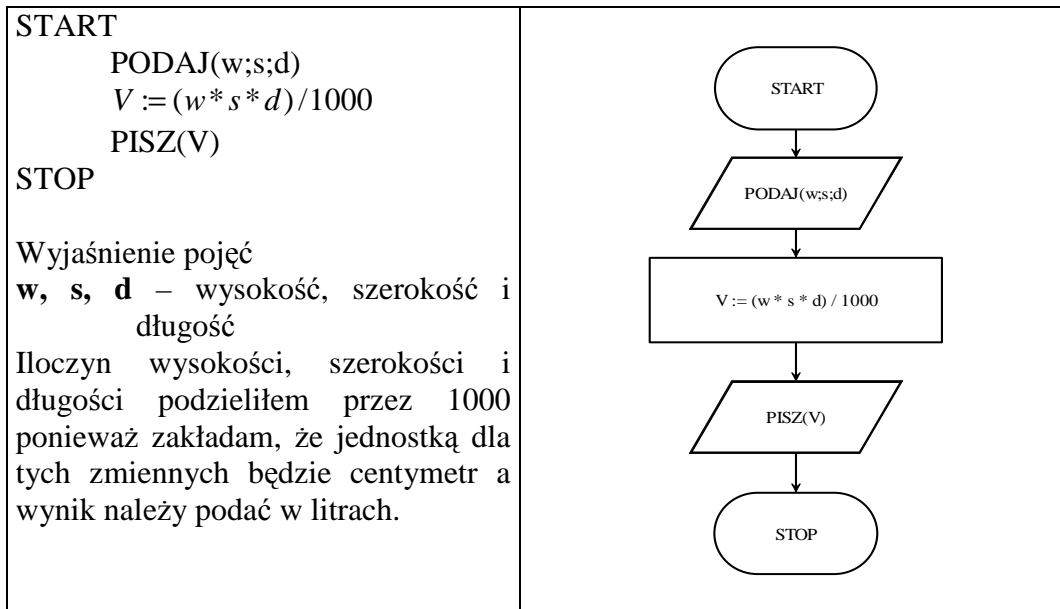 START
PODAJ(w;s;d)
V := (w * s * d) / 1000
PISZ(V)
STOP
Wyjaśnienie pojęć
w, s, d – wysokość, szerokość i
długość
Iloczyn wysokości, szerokości i
długości podzieliłem przez 1000
ponieważ zakładam, że jednostką dla
tych zmiennych będzie centymetr a
wynik należy podać w litrach.
START
PODAJ(w;s;d)
V := (w * s * d) / 1000
PISZ(V)
STOP